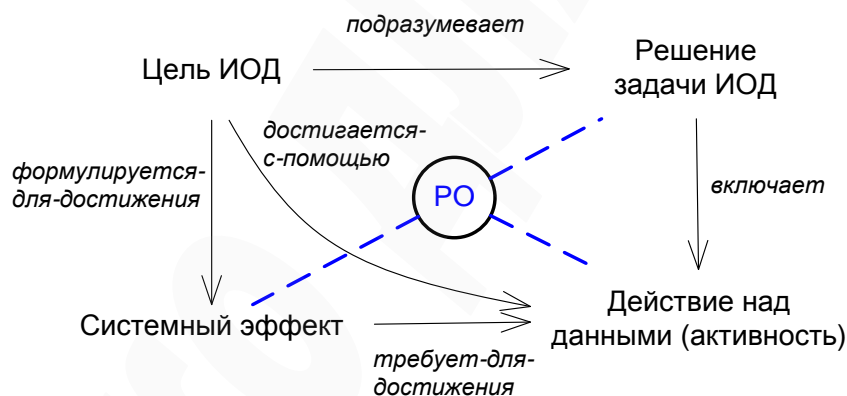 подразумевает
Цель ИОД
Решение
задачи ИОД
достигается-
с-помощью
формулируется-
для-достижения
РО
включает
Системный эффект
Действие над
данными (активность)
требует-для-
достижения